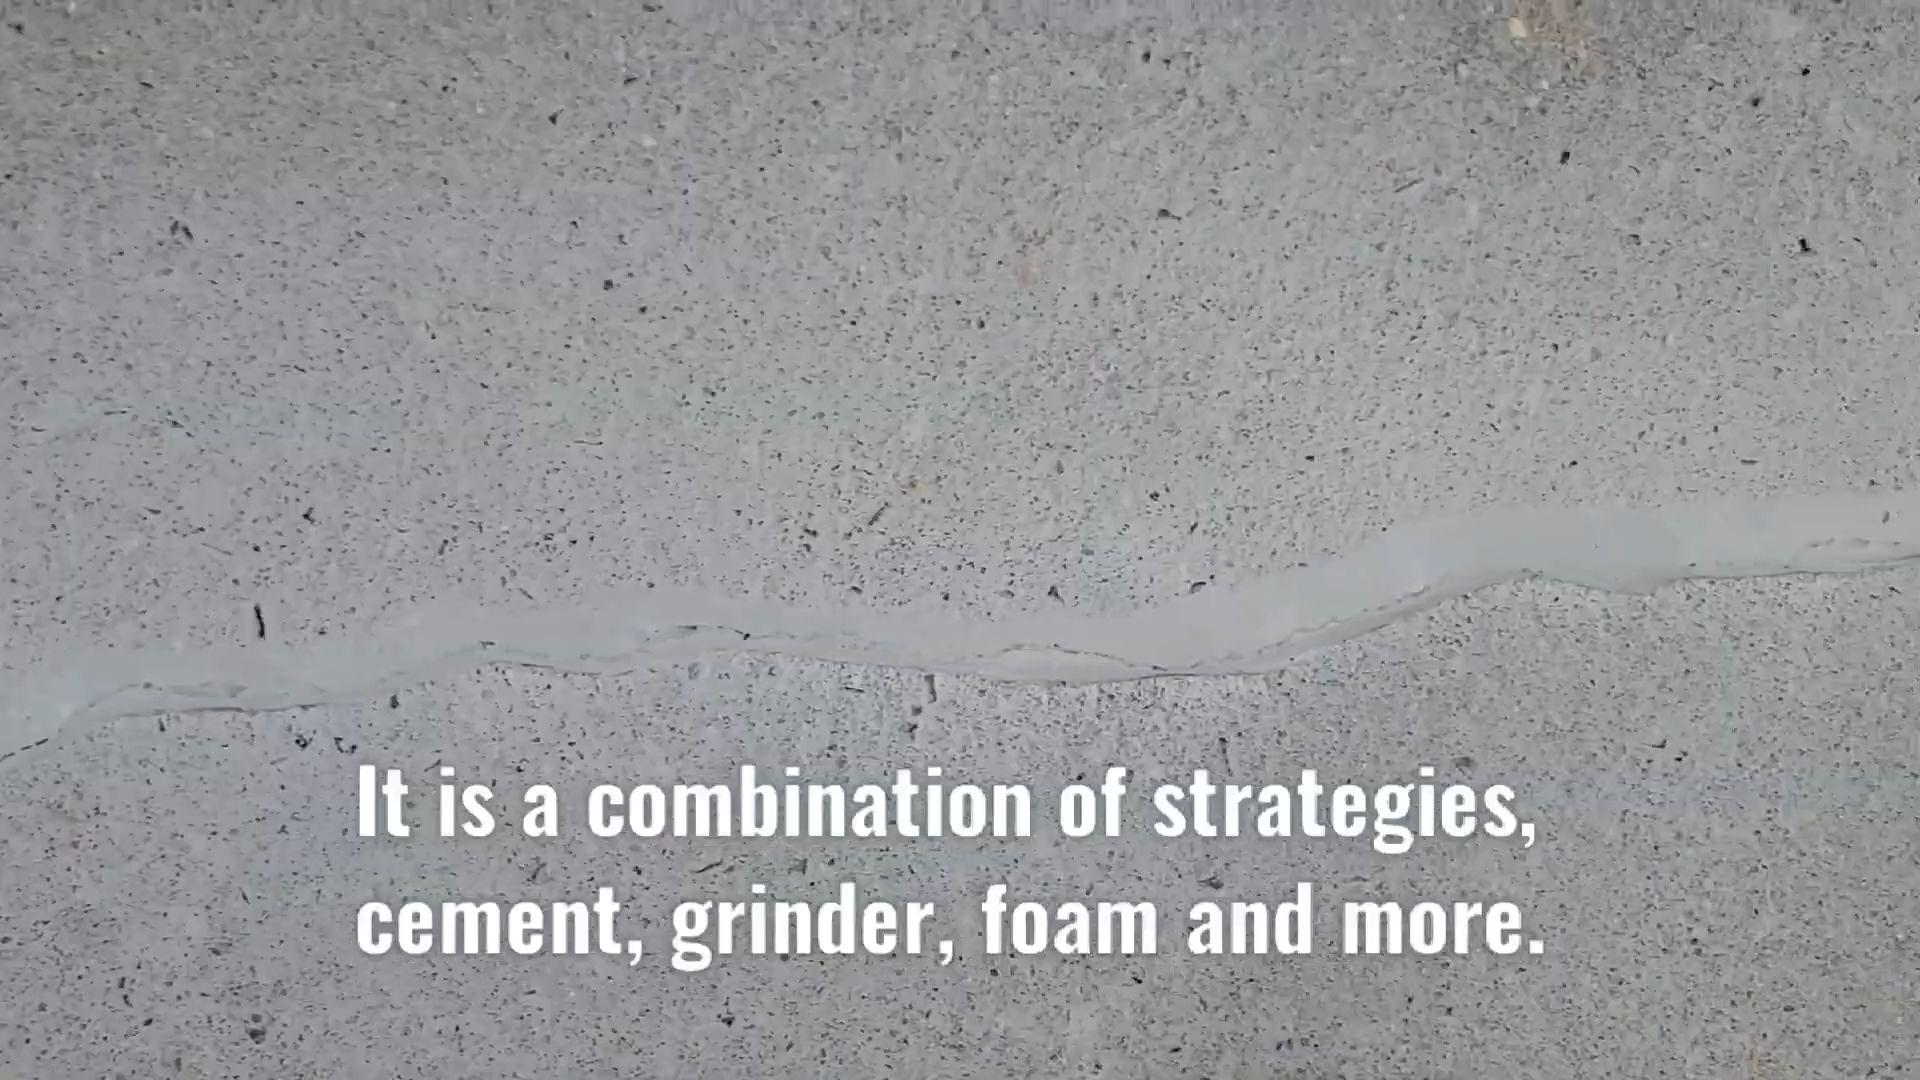 It is a combination of strategies,
cement, grinder, foam and more.